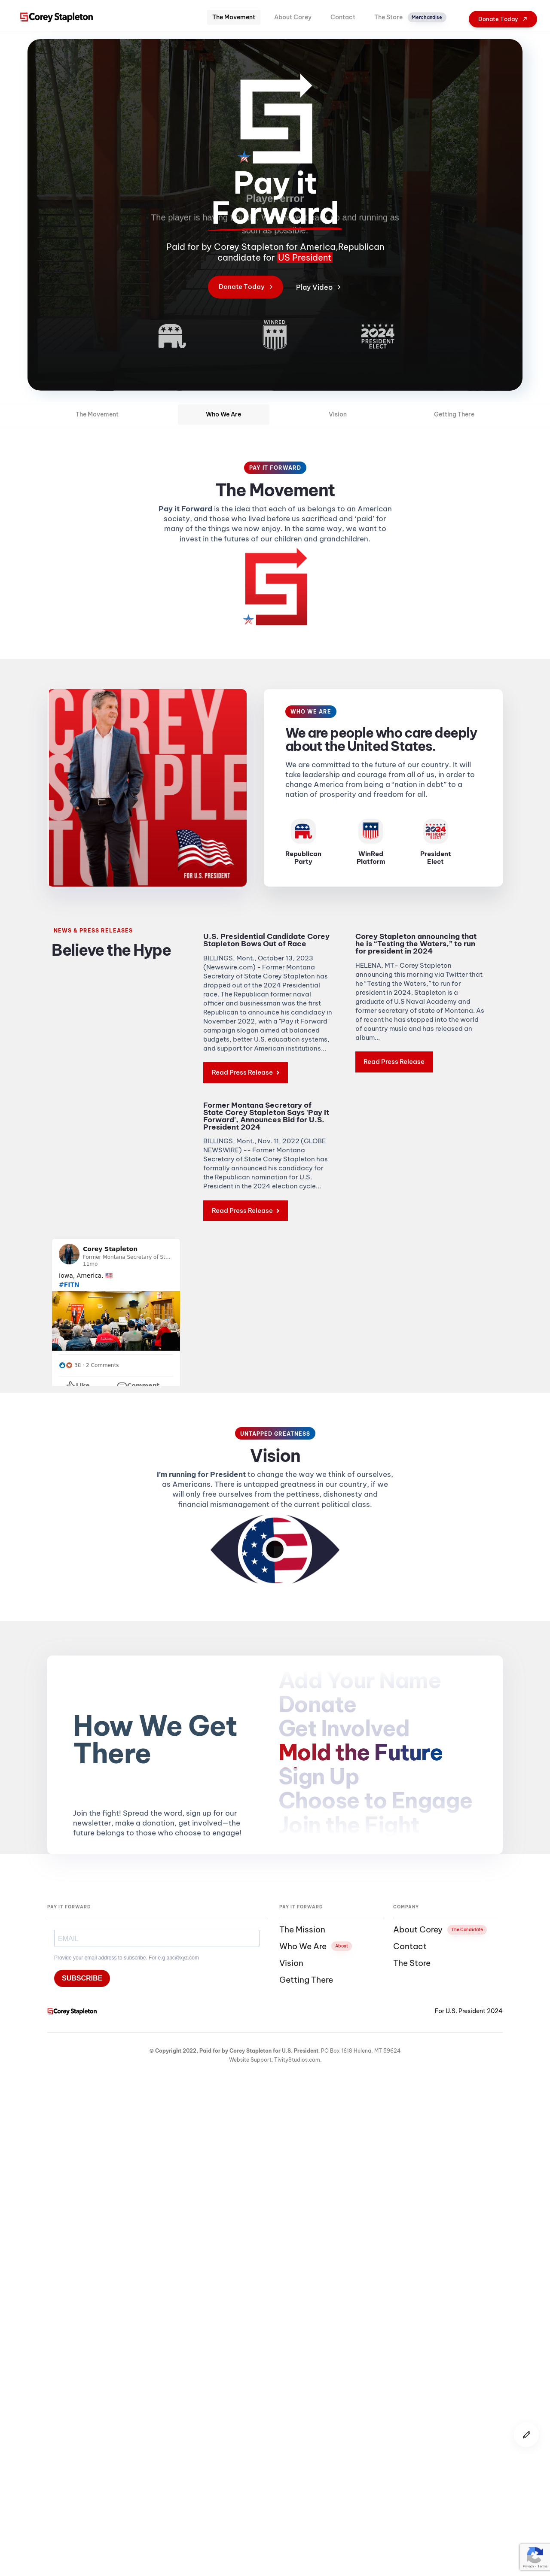 Corey Stapleton
The Movement
About Corey
Contact
The Store
Merchandise
Donate Today
Pay it
Forward
Player error
Paid for by Corey Stapleton for America,Republican
candidate for US President
Donate Today
Play Video
WINRED
2024
PRESIDENT
ELECT
The Movement
Who We Are
Vision
Getting There
PAY IT FORWARD
The Movement
Pay it Forward is the idea that each of us belongs to an American
society, and those who lived before us sacrificed and ‘paid’ for
many of the things we now enjoy. In the same way, we want to
invest in the futures of our children and grandchildren.
COREY
STAPLE
TON
FOR U.S. PRESIDENT
WHO WE ARE
We are people who care deeply
about the United States.
We are committed to the future of our country. It will
take leadership and courage from all of us, in order to
change America from being a “nation in debt” to a
nation of prosperity and freedom for all.
Republican
Party
WinRed
Platform
2024
PRESIDENT
ELECT
President
Elect
NEWS & PRESS RELEASES
Believe the Hype
U.S. Presidential Candidate Corey
Stapleton Bows Out of Race
BILLINGS, Mont., October 13, 2023
(Newswire.com) - Former Montana
Secretary of State Corey Stapleton has
dropped out of the 2024 Presidential
race. The Republican former naval
officer and businessman was the first
Republican to announce his candidacy in
November 2022, with a "Pay it Forward"
campaign slogan aimed at balanced
budgets, better U.S. education systems,
and support for American institutions...
Read Press Release
Corey Stapleton announcing that
he is “Testing the Waters,” to run
for president in 2024
HELENA, MT– Corey Stapleton
announcing this morning via Twitter that
he “Testing the Waters,” to run for
president in 2024. Stapleton is a
graduate of U.S Naval Academy and
former secretary of state of Montana. As
of recent he has stepped into the world
of country music and has released an
album...
Read Press Release
Former Montana Secretary of
State Corey Stapleton Says 'Pay It
Forward', Announces Bid for U.S.
President 2024
BILLINGS, Mont., Nov. 11, 2022 (GLOBE
NEWSWIRE) -- Former Montana
Secretary of State Corey Stapleton has
formally announced his candidacy for
the Republican nomination for U.S.
President in the 2024 election cycle...
Read Press Release
Corey Stapleton
Former Montana Secretary of St...
11mo
Iowa, America. 🇺🇸
#FITN
38 · 2 Comments
Like
Comment
UNTAPPED GREATNESS
Vision
I’m running for President to change the way we think of ourselves,
as Americans. There is untapped greatness in our country, if we
will only free ourselves from the pettiness, dishonesty and
financial mismanagement of the current political class.
How We Get
There
Join the fight! Spread the word, sign up for our
newsletter, make a donation, get involved—the
future belongs to those who choose to engage!
Add Your Name
Donate
Get Involved
Mold the Future
Sign Up
Choose to Engage
Join the Fight
PAY IT FORWARD
EMAIL
Provide your email address to subscribe. For e.g abc@xyz.com
SUBSCRIBE
PAY IT FORWARD
The Mission
Who We Are
About
Vision
Getting There
COMPANY
About Corey
The Candidate
Contact
The Store
Corey Stapleton
For U.S. President 2024
© Copyright 2022, Paid for by Corey Stapleton for U.S. President. PO Box 1618 Helena, MT 59624
Website Support: TivityStudios.com.
Privacy - Terms